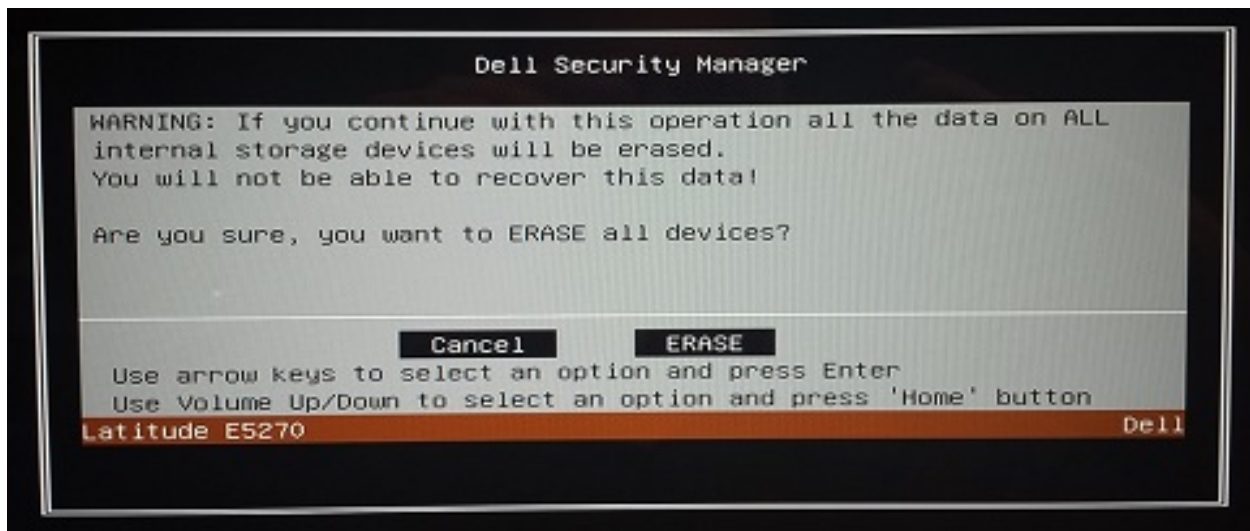 Dell Security Manager
WARNING: If you continue with this operation all the data on ALL
internal storage devices will be erased.
You will not be able to recover this data!
Are you sure, you want to ERASE all devices?
Cancel ERASE
Use arrow keys to select an option and press Enter
Use Volume Up/Down to select an option and press 'Home' button
Latitude E5270 Dell